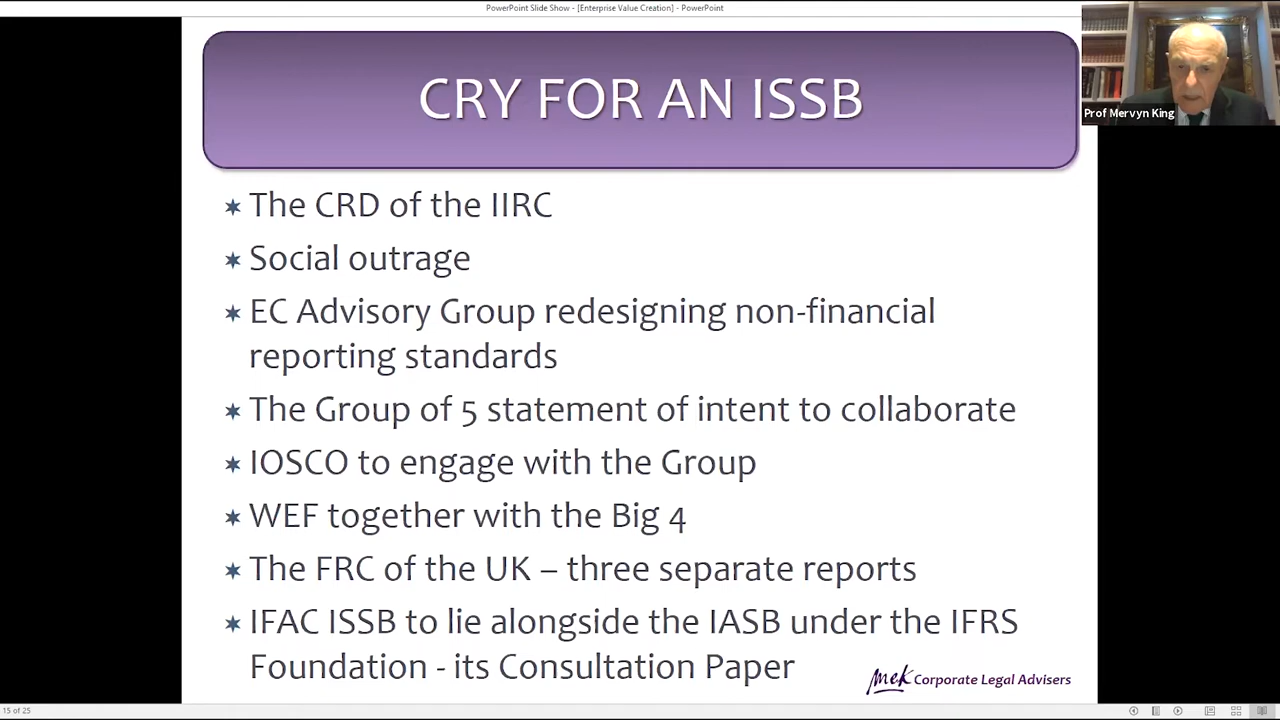 PowerPoint Slide Show - [Enterprise Value Creation] - PowerPoint
CRY FOR AN ISSB
Prof Mervyn King
The CRD of the IIRC
Social outrage
EC Advisory Group redesigning non-financial
reporting standards
The Group of 5 statement of intent to collaborate
IOSCO to engage with the Group
WEF together with the Big 4
The FRC of the UK – three separate reports
IFAC ISSB to lie alongside the IASB under the IFRS
Foundation - its Consultation Paper
mek Corporate Legal Advisers
15 of 25